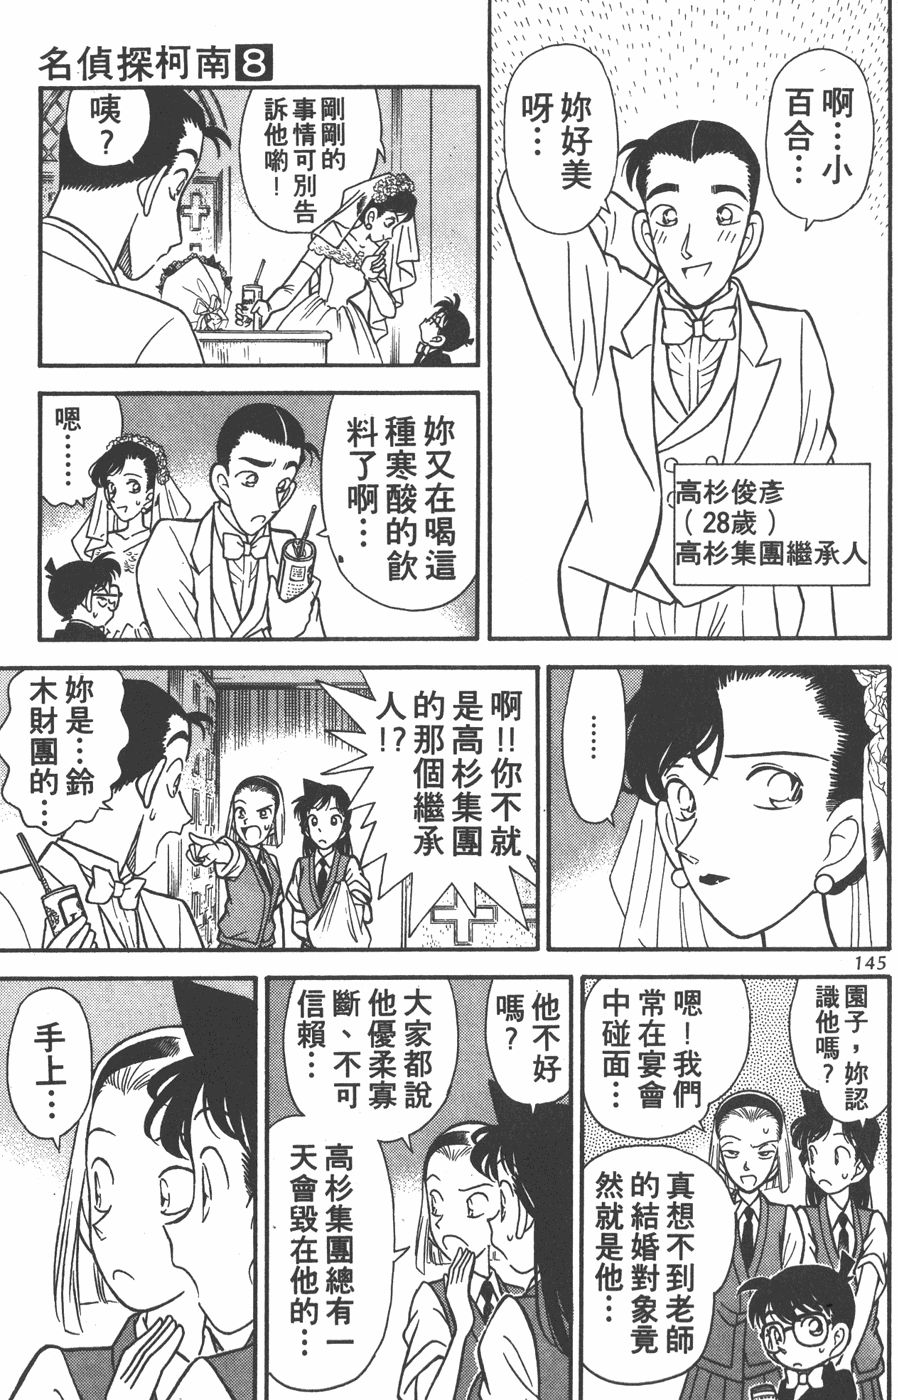 名偵探柯南8
啊…小
百合…
妳好美
呀…
高杉俊彥
(28歲)
高杉集團繼承人
剛剛的
事情可別告
訴他喲!
咦?
妳又在喝這
種寒酸的飲
料了啊…
嗯……
……
啊!!你不就
是高杉集團
的那個繼承
人!?
妳是…鈴
木財團的…
145
園子,妳認
識他嗎?
嗯!我們
常在宴會
中碰面…
真想不到老師
的結婚對象竟
然就是他…
他不好
嗎?
大家都說
他優柔寡
斷、不可
信賴…
高杉集團總有一
天會毀在他的…
手上…